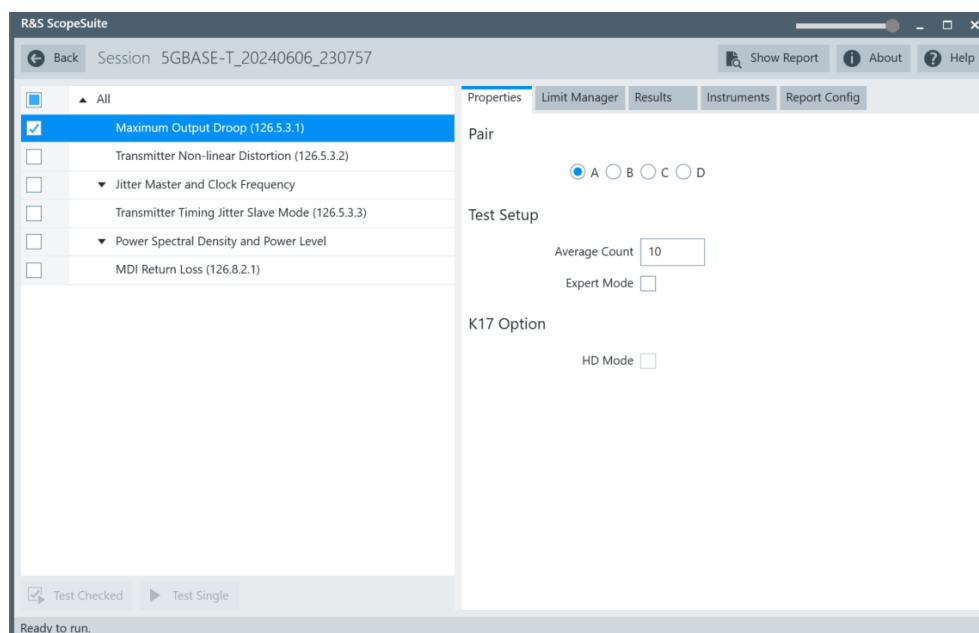 R&S ScopeSuite
Back Session 5GBASE-T_20240606_230757 Show Report About Help
All
Maximum Output Droop (126.5.3.1)
Transmitter Non-linear Distortion (126.5.3.2)
Jitter Master and Clock Frequency
Transmitter Timing Jitter Slave Mode (126.5.3.3)
Power Spectral Density and Power Level
MDI Return Loss (126.8.2.1)
Test Checked Test Single
Properties Limit Manager Results Instruments Report Config
Pair
A B C D
Test Setup
Average Count 10
Expert Mode
K17 Option
HD Mode
Ready to run.